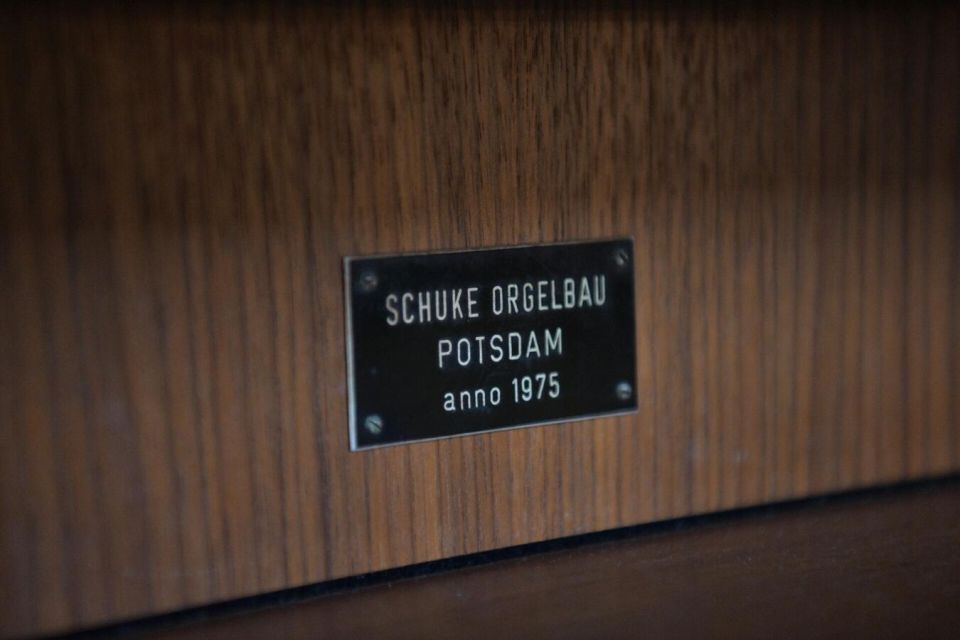 SCHUKE ORGELBAU
POTSDAM
anno 1975